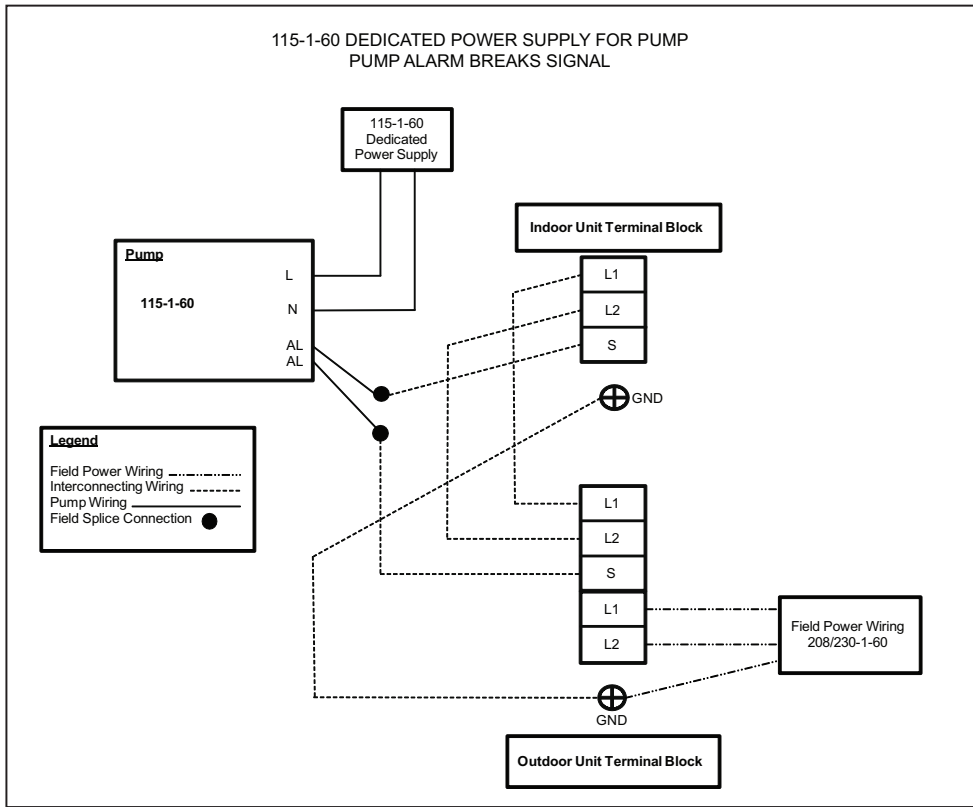 115-1-60 DEDICATED POWER SUPPLY FOR PUMP
PUMP ALARM BREAKS SIGNAL
115-1-60
Dedicated
Power Supply
Indoor Unit Terminal Block
Pump
115-1-60
L
N
AL
AL
L1
L2
S
GND
Legend
Field Power Wiring
Interconnecting Wiring
Pump Wiring
Field Splice Connection
L1
L2
S
L1
L2
Field Power Wiring
208/230-1-60
GND
Outdoor Unit Terminal Block